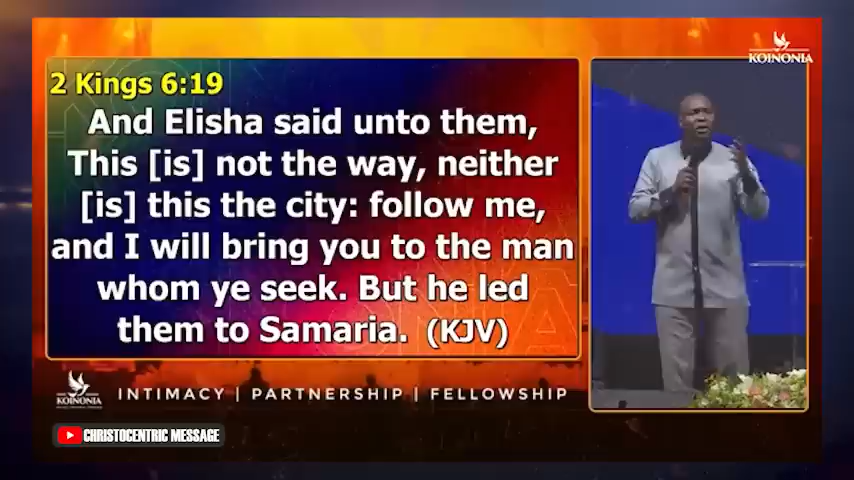 2 Kings 6:19
And Elisha said unto them,
This [is] not the way, neither
[is] this the city: follow me,
and I will bring you to the man
whom ye seek. But he led
them to Samaria. (KJV)
KOINONIA
KOINONIA
INTIMACY | PARTNERSHIP | FELLOWSHIP
CHRISTOCENTRIC MESSAGE